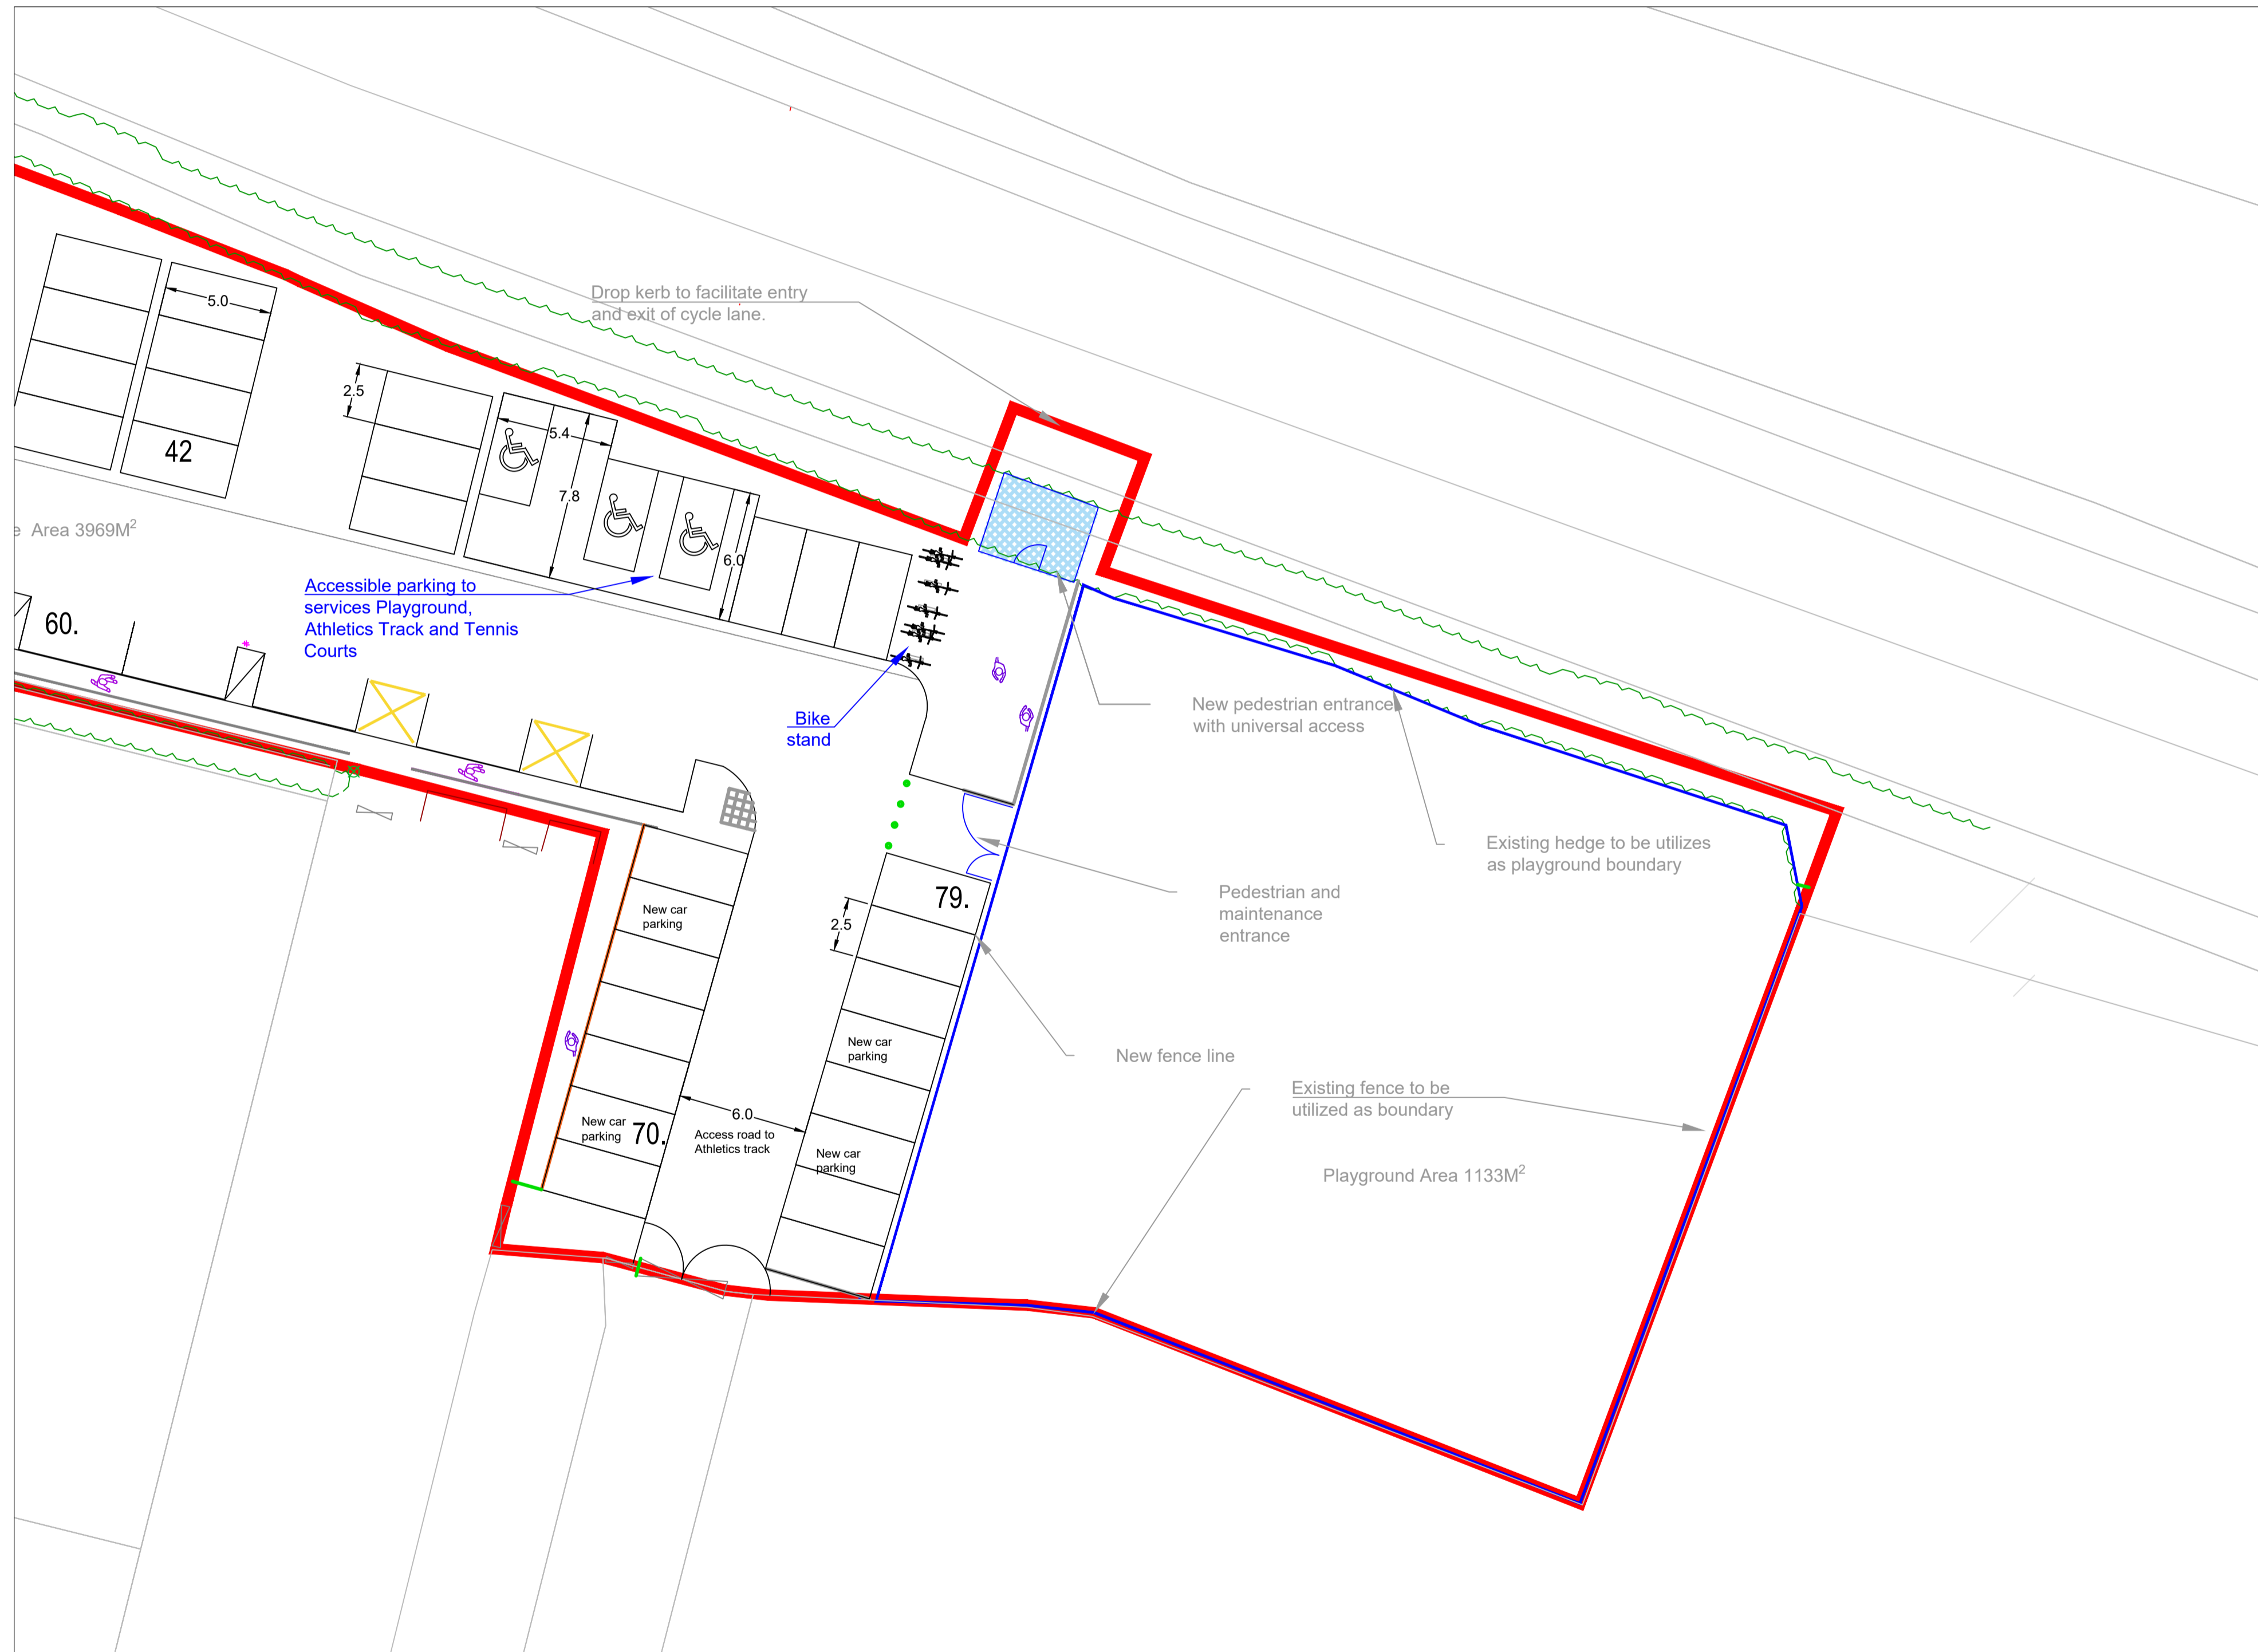 Drop kerb to facilitate entry
and exit of cycle lane.
5.0
2.5
42
5.4
7.8
6.0
e Area 3969M²
Accessible parking to
services Playground,
Athletics Track and Tennis
Courts
60.
Bike
stand
New pedestrian entrance
with universal access
Existing hedge to be utilizes
as playground boundary
Pedestrian and
maintenance
entrance
79.
2.5
New car
parking
New car
parking
New fence line
Existing fence to be
utilized as boundary
6.0
New car
parking
70.
Access road to
Athletics track
New car
parking
Playground Area 1133M²